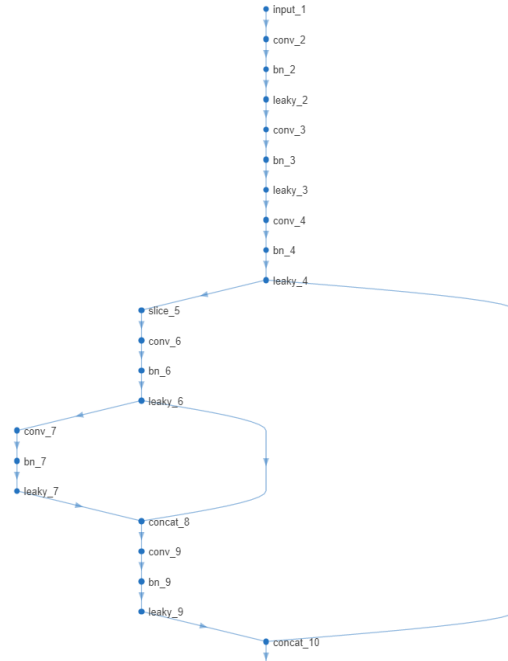 input_1
conv_2
bn_2
leaky_2
conv_3
bn_3
leaky_3
conv_4
bn_4
leaky_4
slice_5
conv_6
bn_6
leaky_6
conv_7
bn_7
leaky_7
concat_8
conv_9
bn_9
leaky_9
concat_10